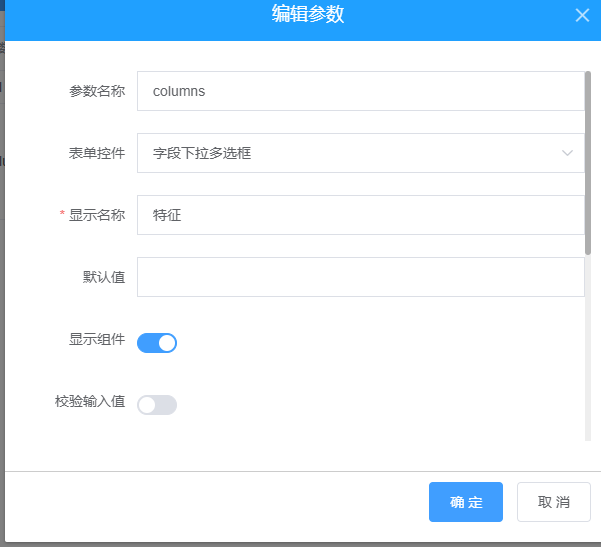 编辑参数
参数名称
columns
表单控件
字段下拉多选框
* 显示名称
特征
默认值
显示组件
校验输入值
确 定
取 消